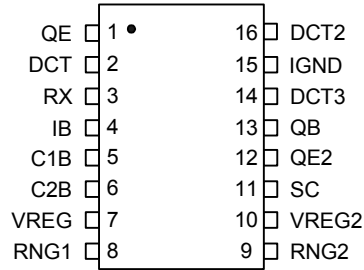 QE 1 16 DCT2
DCT 2 15 IGND
RX 3 14 DCT3
IB 4 13 QB
C1B 5 12 QE2
C2B 6 11 SC
VREG 7 10 VREG2
RNG1 8 9 RNG2